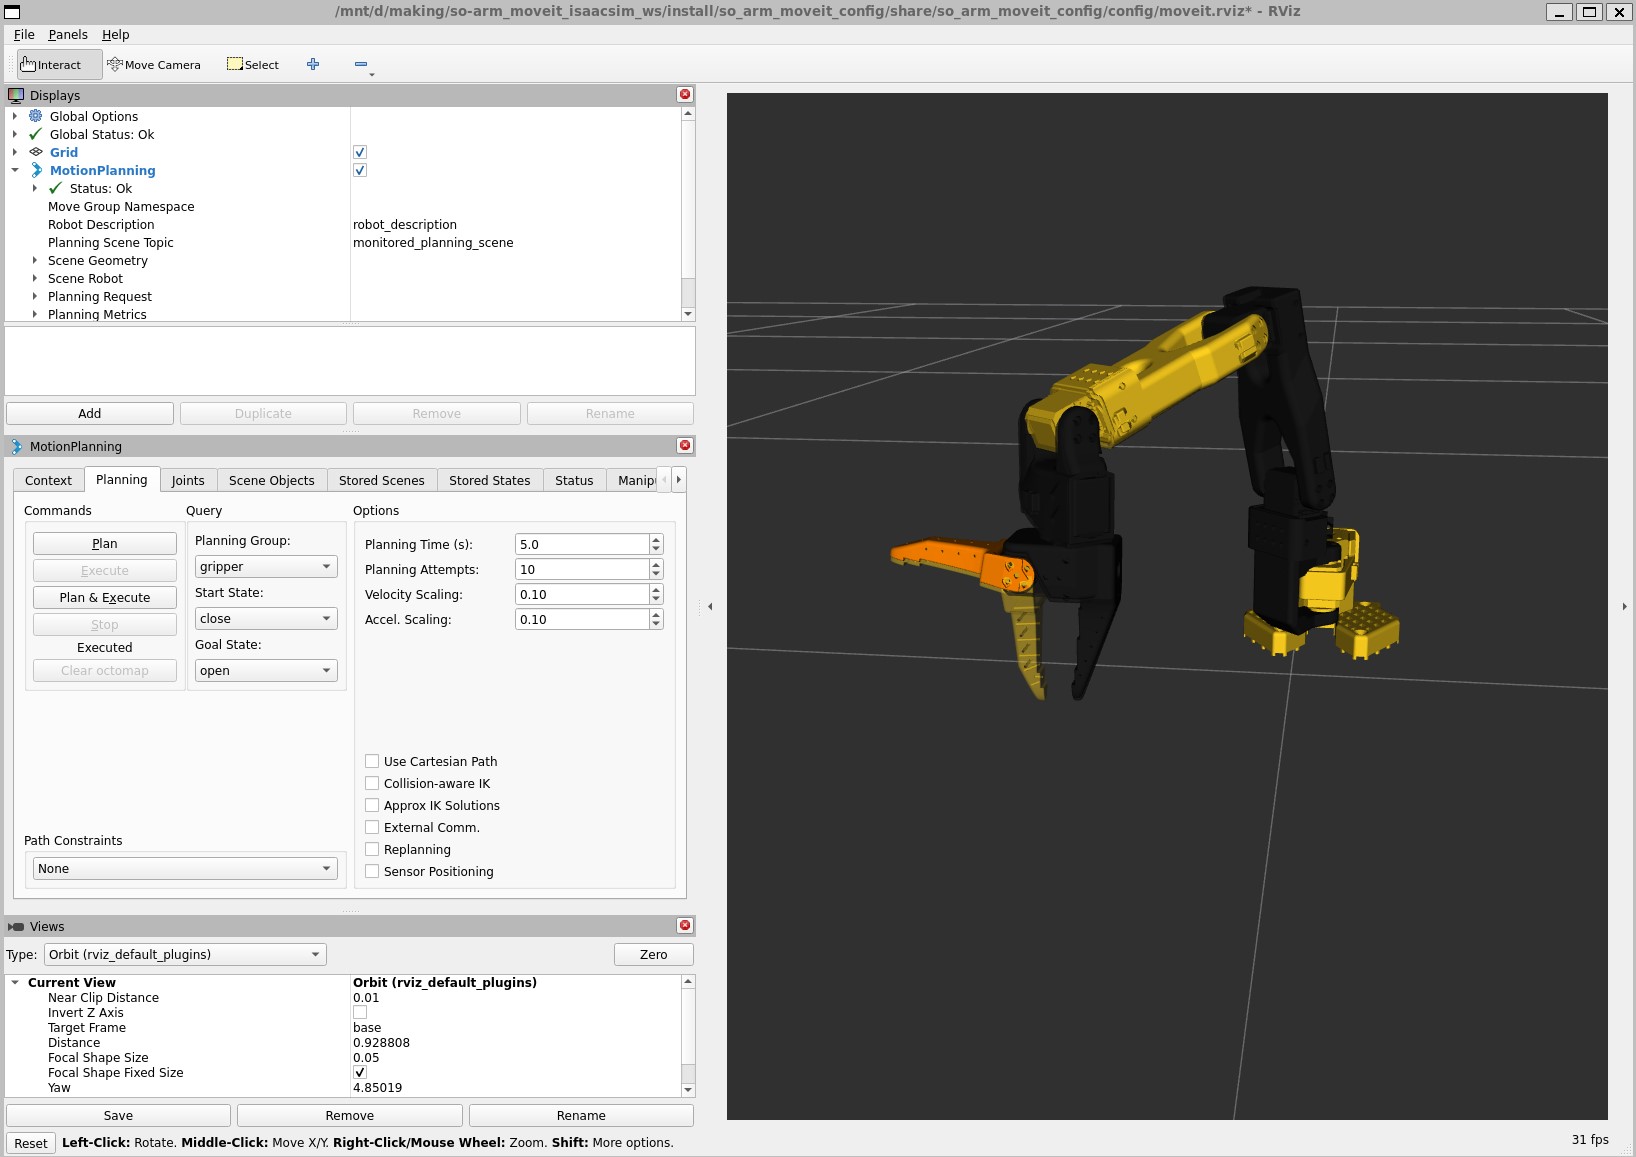 /mnt/d/making/so-arm_moveit_isaacsim_ws/install/so_arm_moveit_config/share/so_arm_moveit_config/config/moveit.rviz* - RViz
File Panels Help
Interact Move Camera Select
Displays
Global Options
Global Status: Ok
Grid
MotionPlanning
Status: Ok
Move Group Namespace
Robot Description robot_description
Planning Scene Topic monitored_planning_scene
Scene Geometry
Scene Robot
Planning Request
Planning Metrics
Add Duplicate Remove Rename
MotionPlanning
Context Planning Joints Scene Objects Stored Scenes Stored States Status Manip
Commands Query Options
Plan
Execute
Plan & Execute
Stop
Executed
Clear octomap
Planning Group:
gripper
Start State:
close
Goal State:
open
Planning Time (s): 5.0
Planning Attempts: 10
Velocity Scaling: 0.10
Accel. Scaling: 0.10
Use Cartesian Path
Collision-aware IK
Approx IK Solutions
External Comm.
Replanning
Sensor Positioning
Path Constraints
None
Views
Type: Orbit (rviz_default_plugins) Zero
Current View Orbit (rviz_default_plugins)
Near Clip Distance 0.01
Invert Z Axis
Target Frame base
Distance 0.928808
Focal Shape Size 0.05
Focal Shape Fixed Size
Yaw 4.85019
Save Remove Rename
Reset Left-Click: Rotate. Middle-Click: Move X/Y. Right-Click/Mouse Wheel: Zoom. Shift: More options.
31 fps